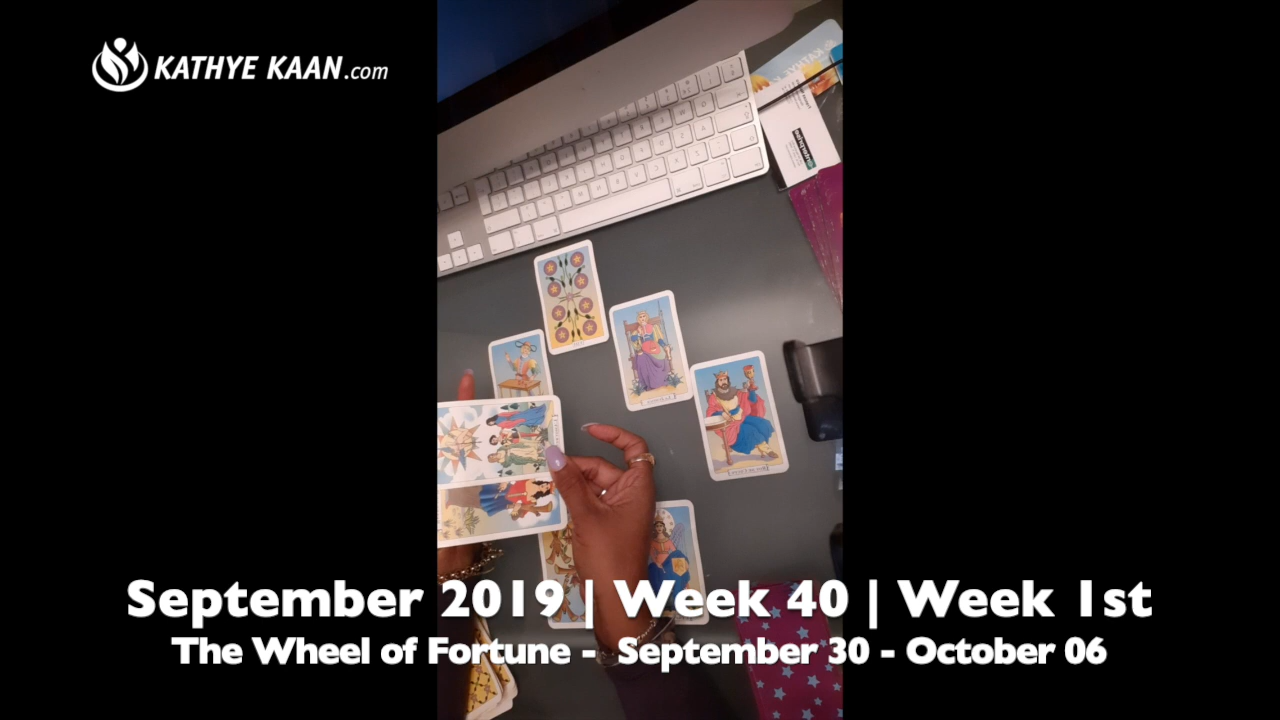 KATHYE KAAN.com
September 2019 | Week 40 | Week 1st
The Wheel of Fortune - September 30 - October 06